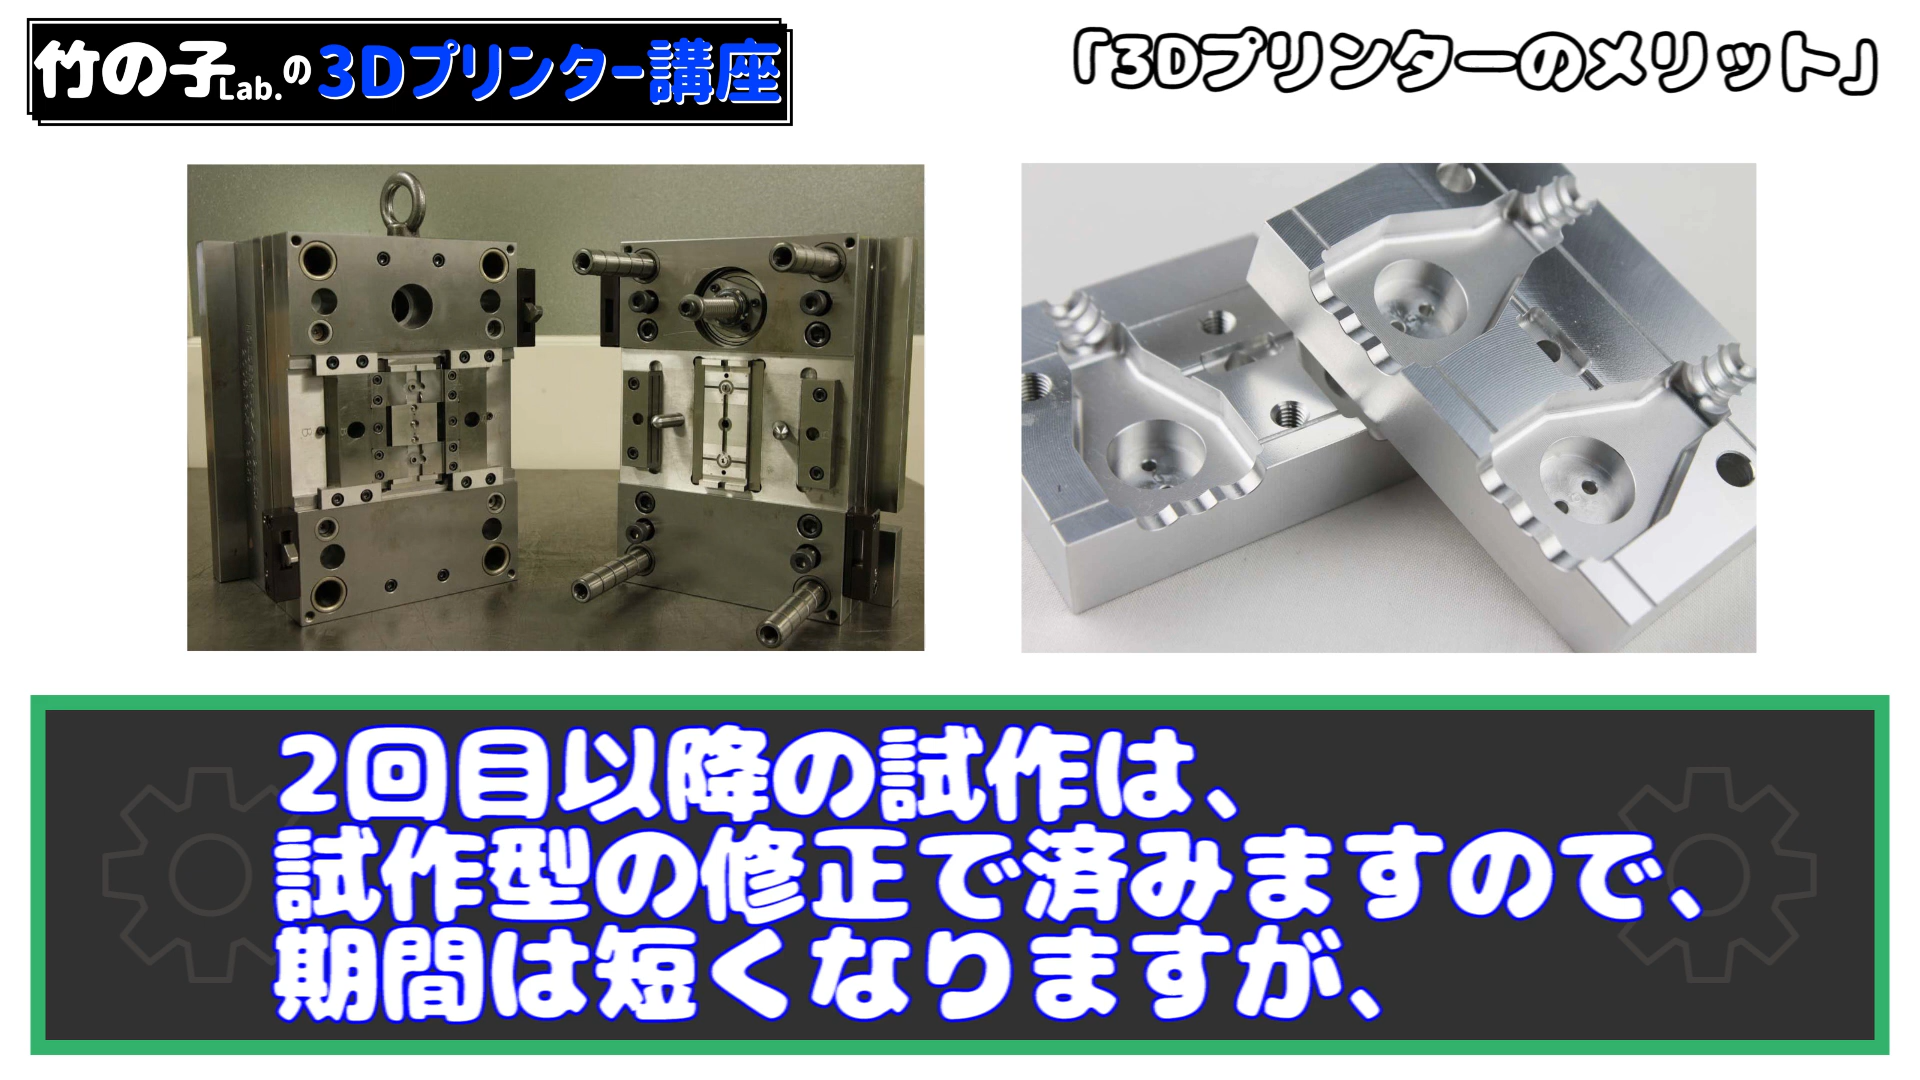 竹の子Lab.の3Dプリンター講座
「3Dプリンターのメリット」
2回目以降の試作は、
試作型の修正で済みますので、
期間は短くなりますが、